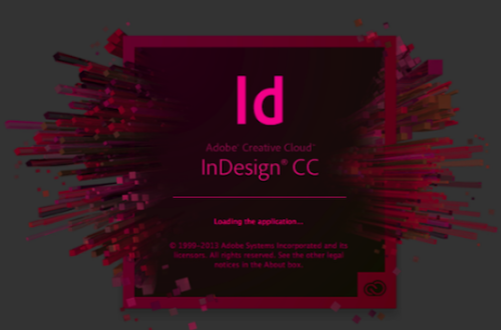 Id
Adobe® Creative Cloud™
InDesign® CC
Loading the application...
© 1999-2013 Adobe Systems Incorporated and its
licensors. All rights reserved. See the other legal
notices in the About box.